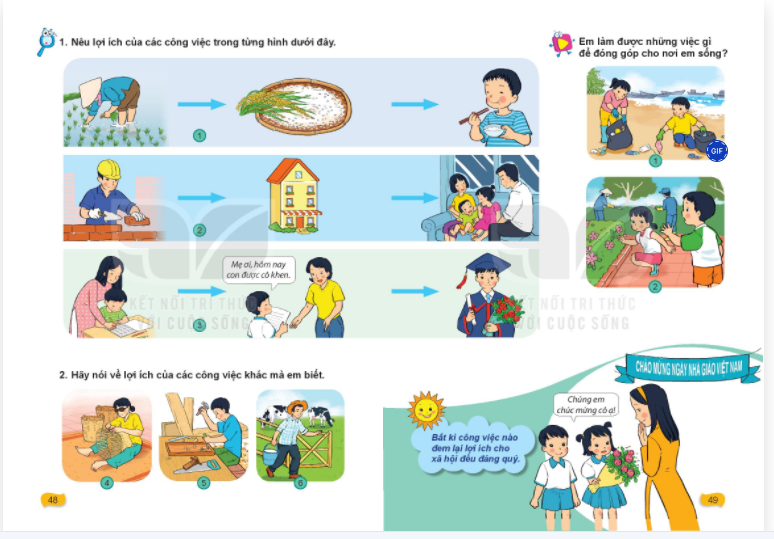 1. Nêu lợi ích của các công việc trong từng hình dưới đây.
1
2
Mẹ ơi, hôm nay
con được cô khen.
3
KẾT NỐI TRI THỨC
VỚI CUỘC SỐNG
2. Hãy nói về lợi ích của các công việc khác mà em biết.
4
5
6
48
Em làm được những việc gì
để đóng góp cho nơi em sống?
GIF
1
2
KẾT NỐI TRI THỨC
VỚI CUỘC SỐNG
CHÀO MỪNG NGÀY NHÀ GIÁO VIỆT NAM
Chúng em
chúc mừng cô ạ!
Bất kì công việc nào
đem lại lợi ích cho
xã hội đều đáng quý.
49